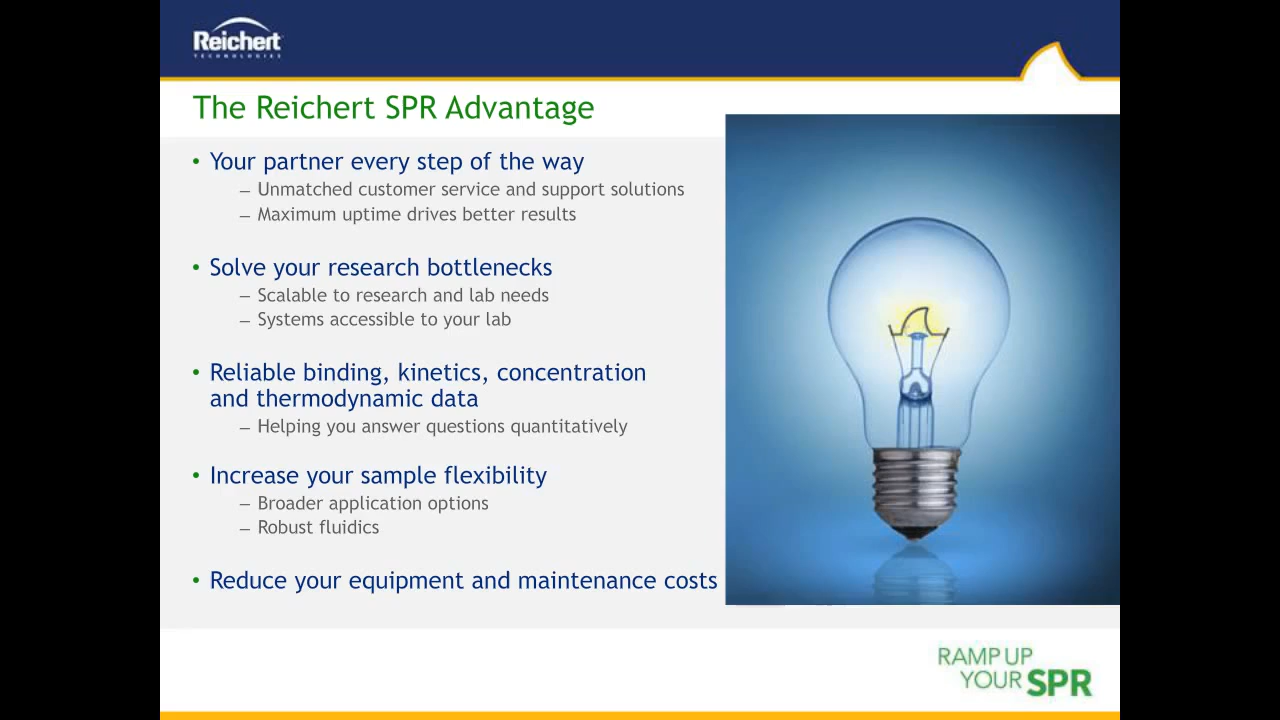 Reichert
TECHNOLOGIES
The Reichert SPR Advantage
• Your partner every step of the way
– Unmatched customer service and support solutions
– Maximum uptime drives better results
• Solve your research bottlenecks
– Scalable to research and lab needs
– Systems accessible to your lab
• Reliable binding, kinetics, concentration
and thermodynamic data
– Helping you answer questions quantitatively
• Increase your sample flexibility
– Broader application options
– Robust fluidics
• Reduce your equipment and maintenance costs
RAMP UP
YOUR SPR